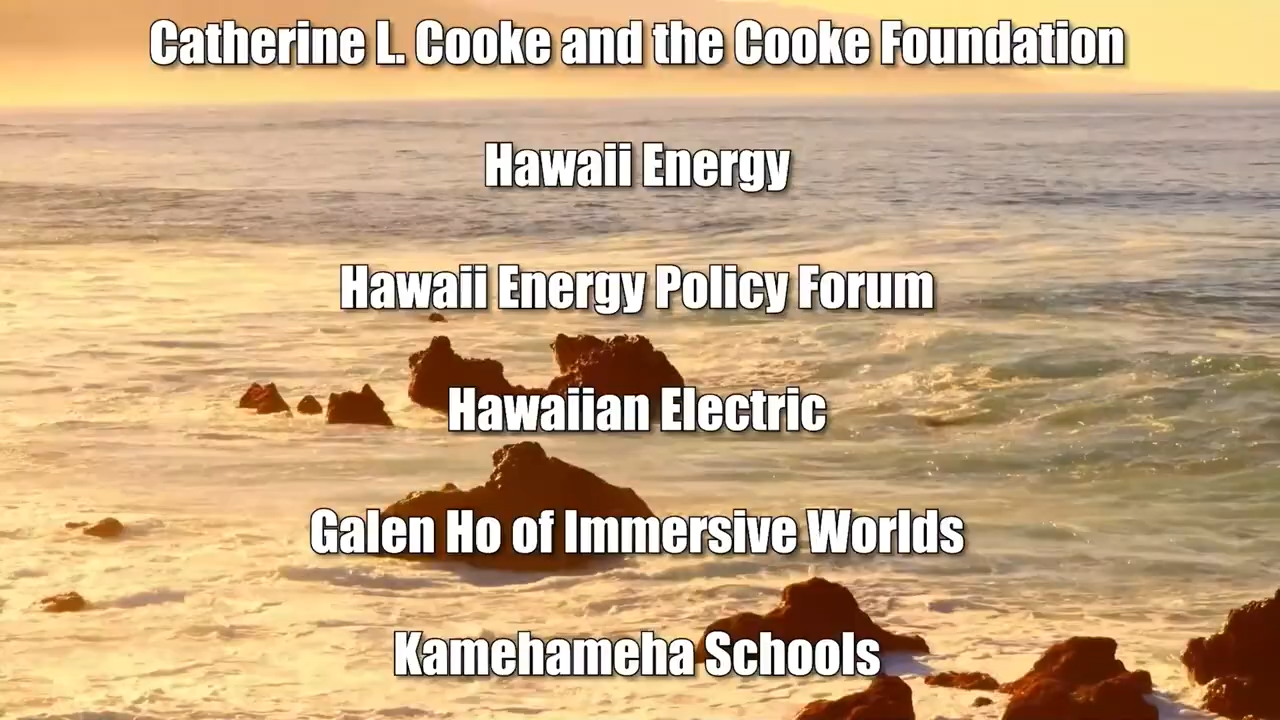 Catherine L. Cooke and the Cooke Foundation
Hawaii Energy
Hawaii Energy Policy Forum
Hawaiian Electric
Galen Ho of Immersive Worlds
Kamehameha Schools